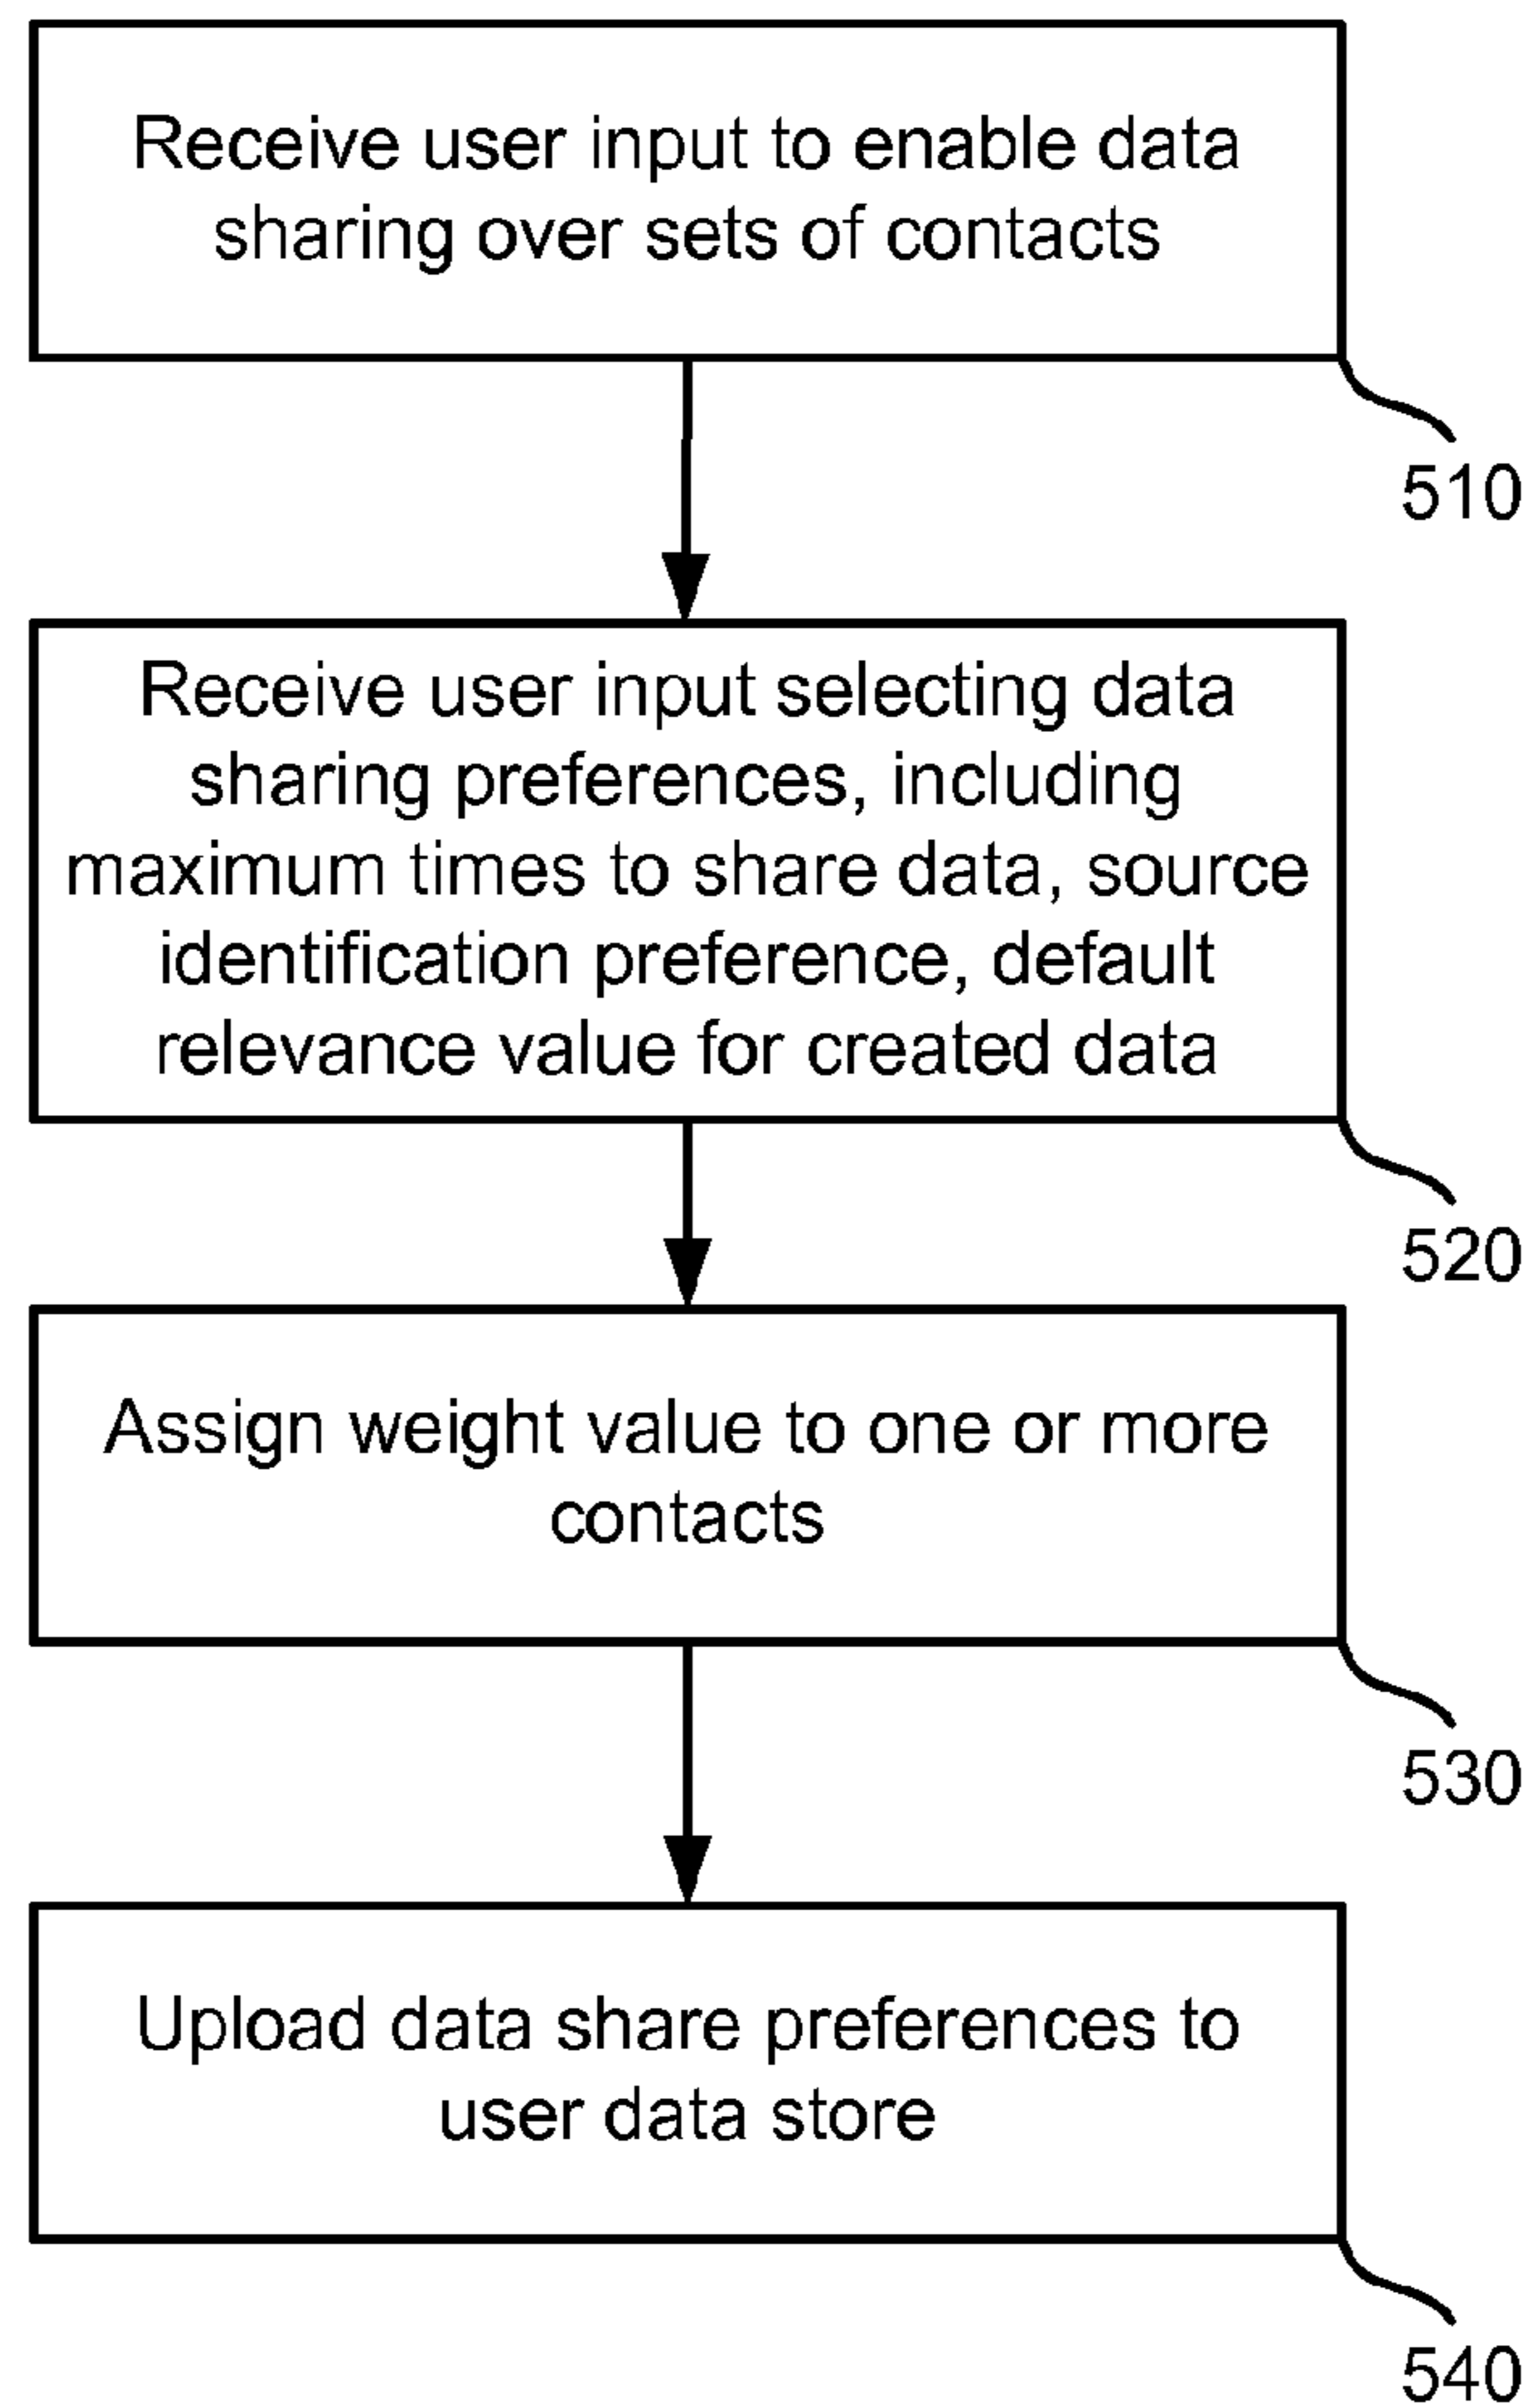 Receive user input to enable data
sharing over sets of contacts
510
Receive user input selecting data
sharing preferences, including
maximum times to share data, source
identification preference, default
relevance value for created data
520
Assign weight value to one or more
contacts
530
Upload data share preferences to
user data store
540